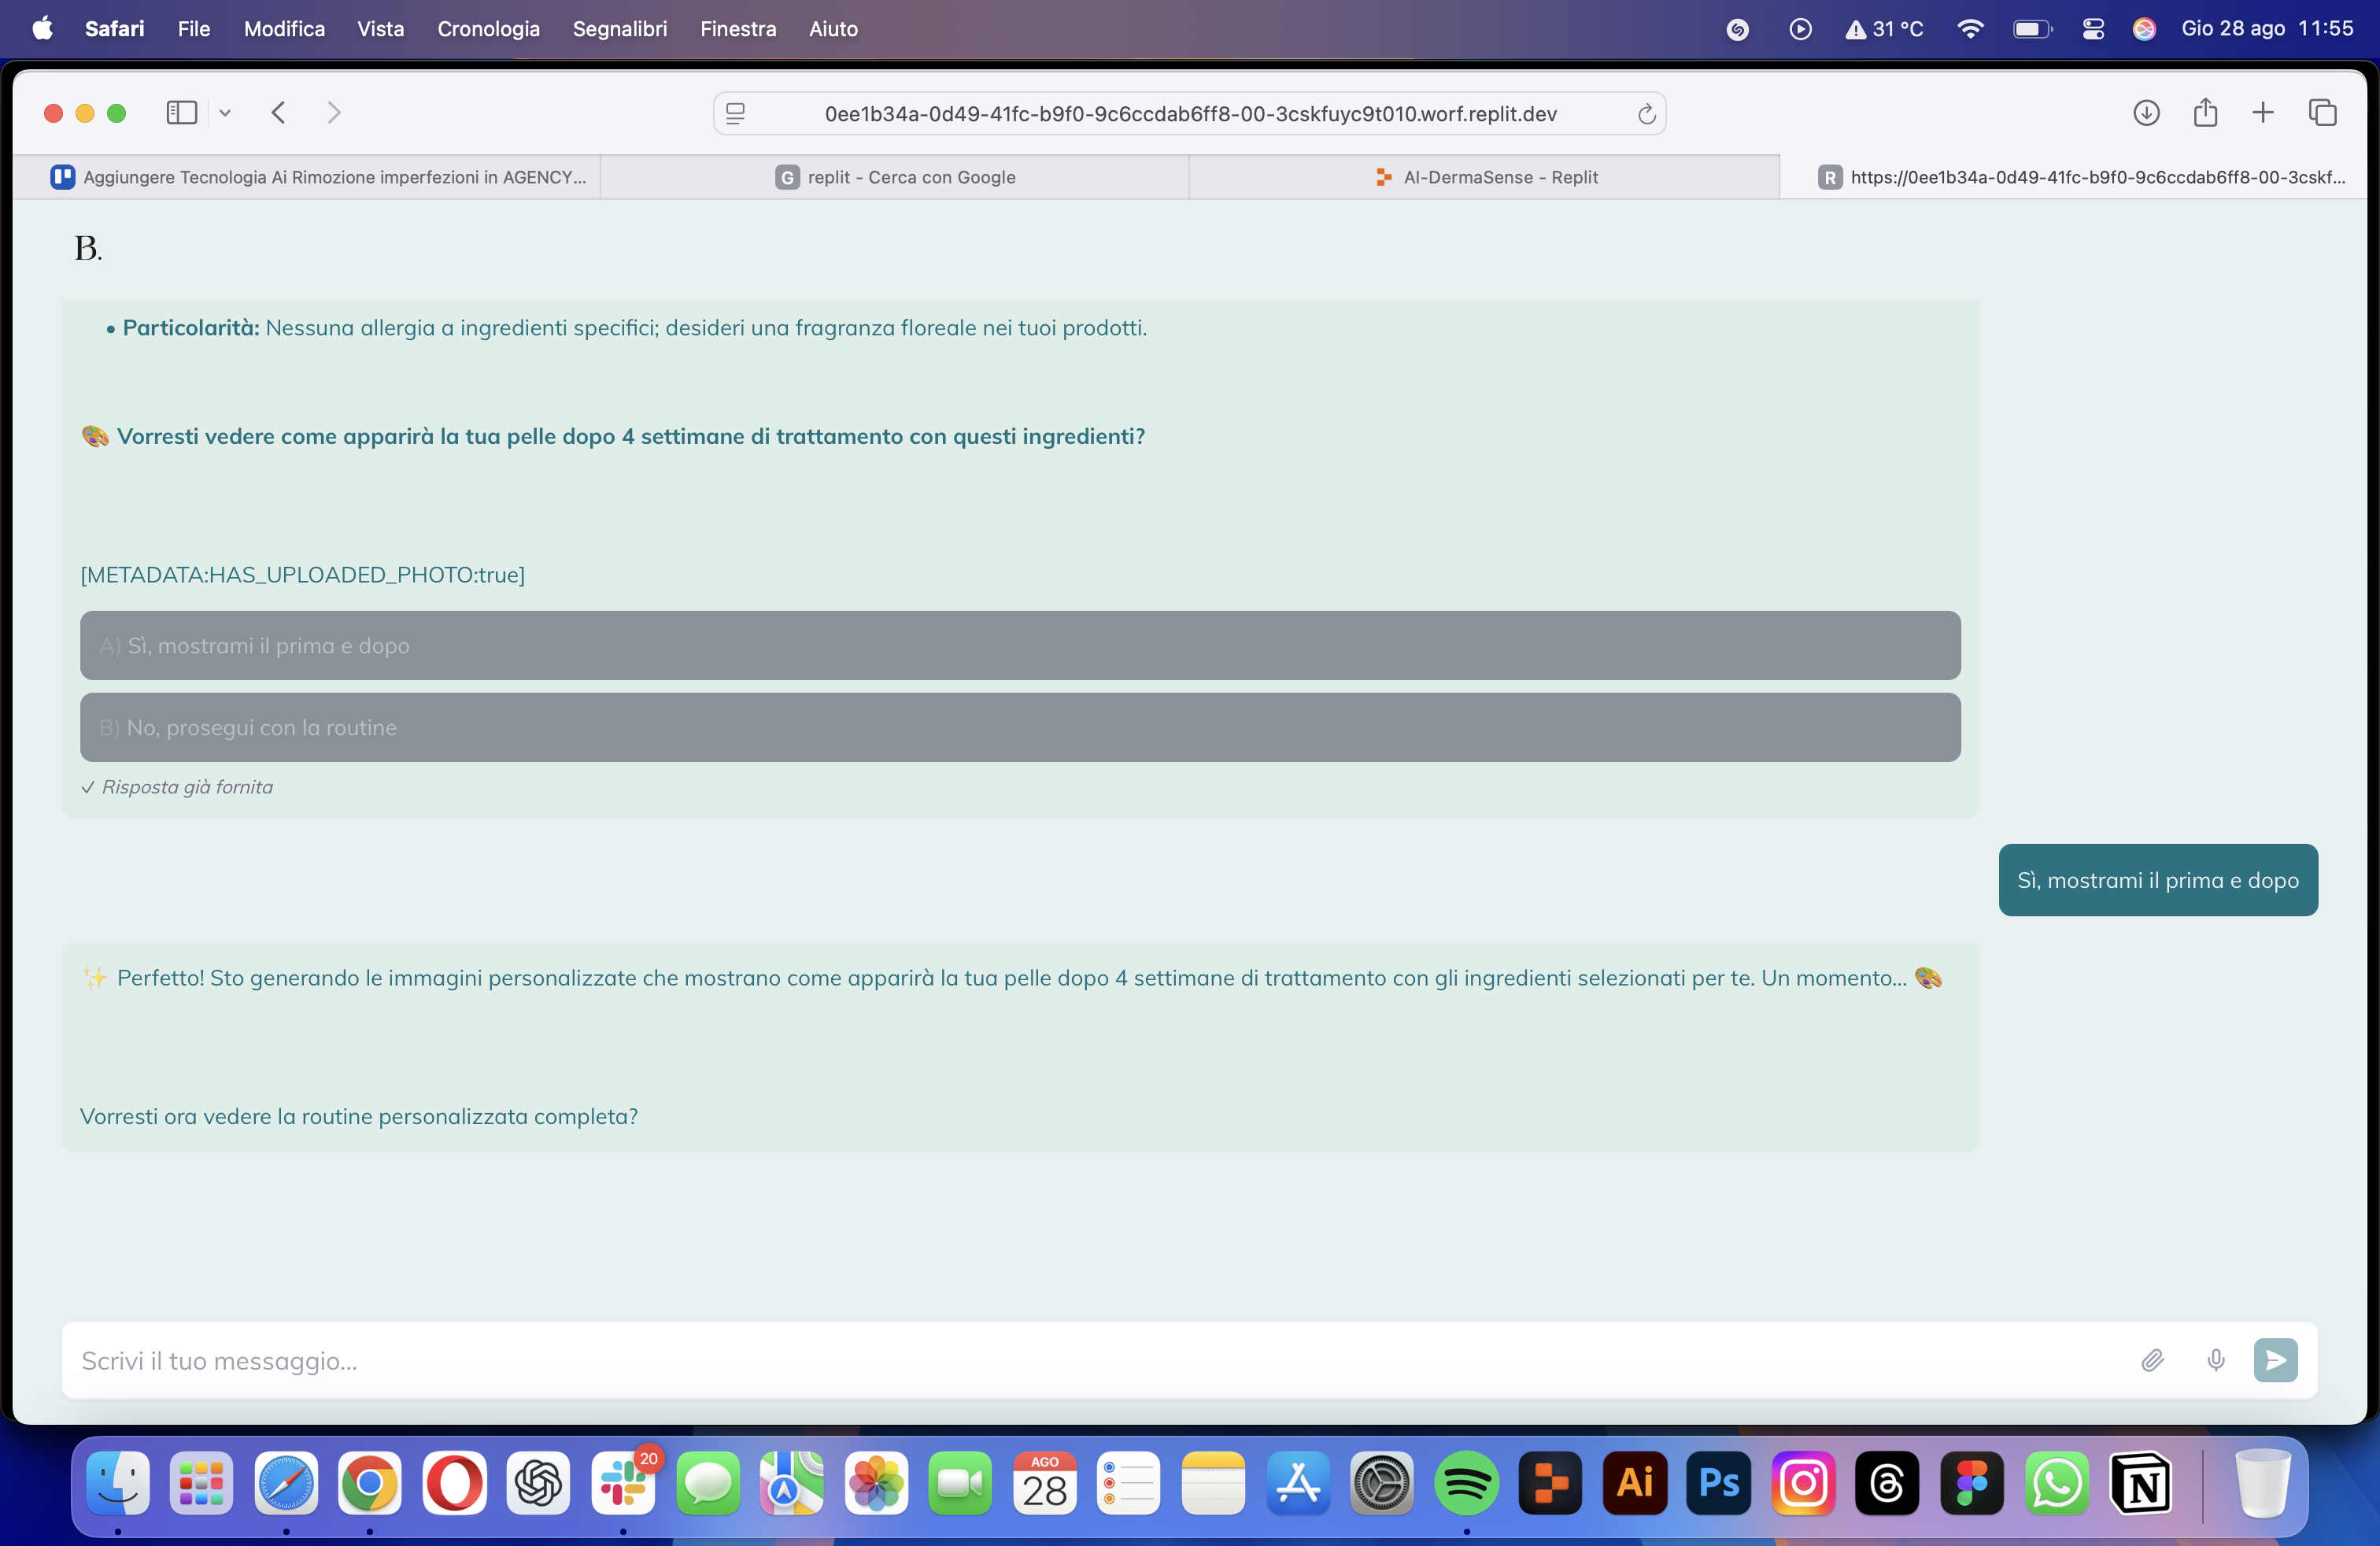 Safari File Modifica Vista Cronologia Segnalibri Finestra Aiuto 31 °C Gio 28 ago 11:55
0ee1b34a-0d49-41fc-b9f0-9c6ccdab6ff8-00-3cskfuyc9t010.worf.replit.dev
Aggiungere Tecnologia Ai Rimozione imperfezioni in AGENCY... G replit - Cerca con Google AI-DermaSense - Replit R https://0ee1b34a-0d49-41fc-b9f0-9c6ccdab6ff8-00-3cskf...
B.
• Particolarità: Nessuna allergia a ingredienti specifici; desideri una fragranza floreale nei tuoi prodotti.
🎨 Vorresti vedere come apparirà la tua pelle dopo 4 settimane di trattamento con questi ingredienti?
[METADATA:HAS_UPLOADED_PHOTO:true]
A) Sì, mostrami il prima e dopo
B) No, prosegui con la routine
✓ Risposta già fornita
Sì, mostrami il prima e dopo
✨ Perfetto! Sto generando le immagini personalizzate che mostrano come apparirà la tua pelle dopo 4 settimane di trattamento con gli ingredienti selezionati per te. Un momento... 🎨
Vorresti ora vedere la routine personalizzata completa?
Scrivi il tuo messaggio...
20
AGO
28
Ai
Ps
N